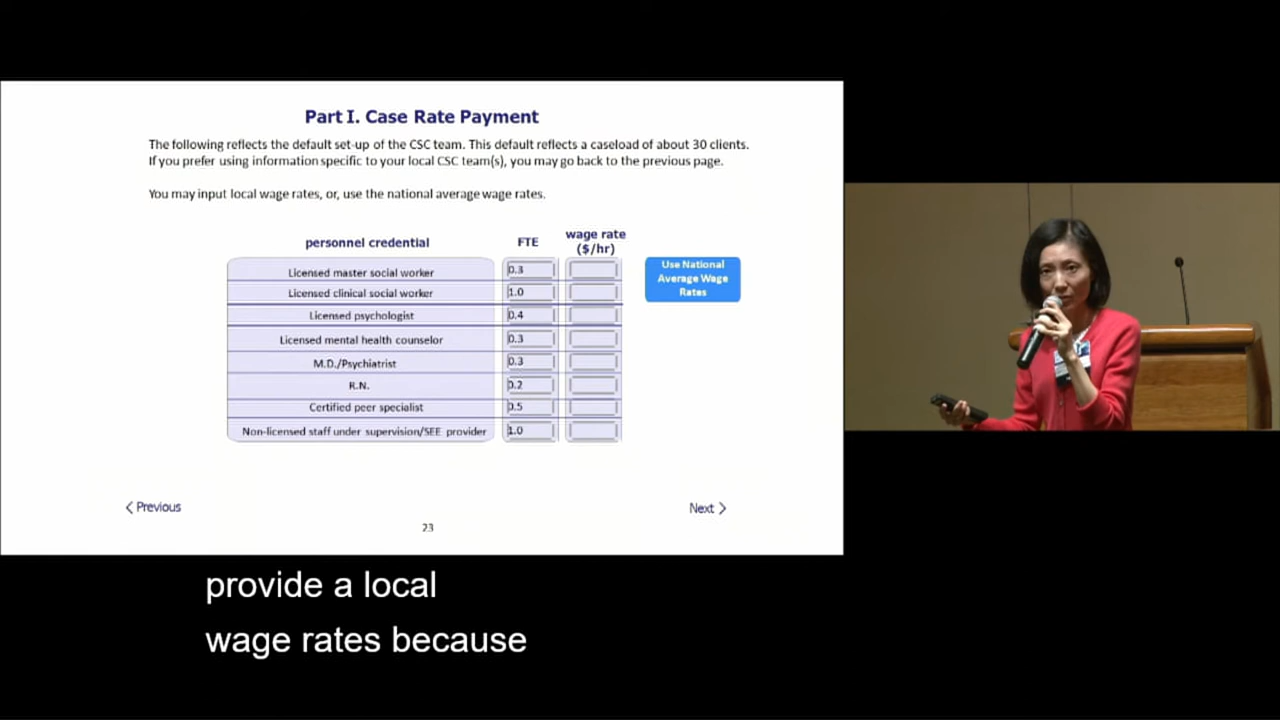 Part I. Case Rate Payment
The following reflects the default set-up of the CSC team. This default reflects a caseload of about 30 clients.
If you prefer using information specific to your local CSC team(s), you may go back to the previous page.
You may input local wage rates, or, use the national average wage rates.
personnel credential FTE wage rate ($/hr)
Licensed master social worker 0.3
Licensed clinical social worker 1.0
Licensed psychologist 0.4
Licensed mental health counselor 0.3
M.D./Psychiatrist 0.3
R.N. 0.2
Certified peer specialist 0.5
Non-licensed staff under supervision/SEE provider 1.0
Use National
Average Wage
Rates
< Previous
Next >
23
provide a local
wage rates because